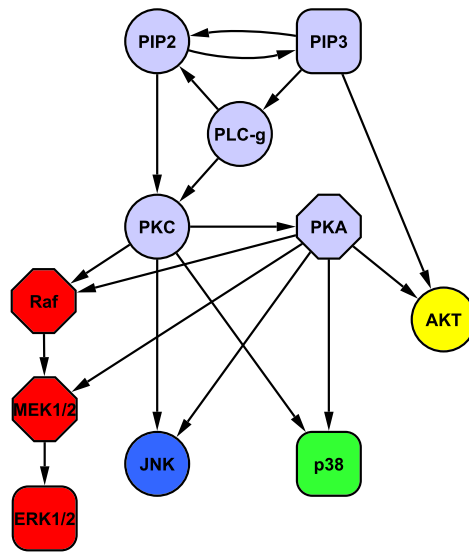 PIP2
PIP3
PLC-g
PKC
PKA
Raf
AKT
MEK1/2
JNK
p38
ERK1/2